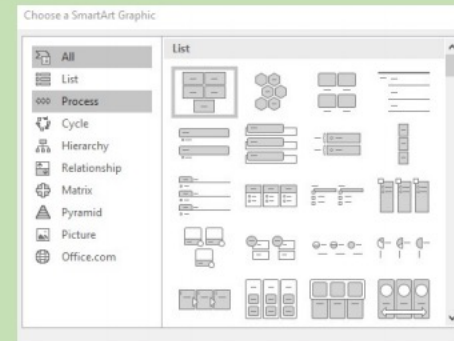 Choose a SmartArt Graphic
All
List
Process
Cycle
Hierarchy
Relationship
Matrix
Pyramid
Picture
Office.com
List